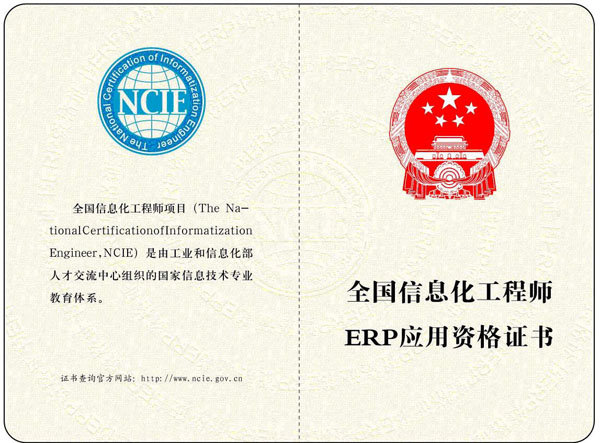 The National Certification of Informatization Engineer
NCIE
全国信息化工程师项目（The Na-
tionalCertificationofInformatization
Engineer,NCIE）是由工业和信息化部
人才交流中心组织的国家信息技术专业
教育体系。
证书查询官方网站：http://www.ncie.gov.cn
全国信息化工程师
ERP应用资格证书